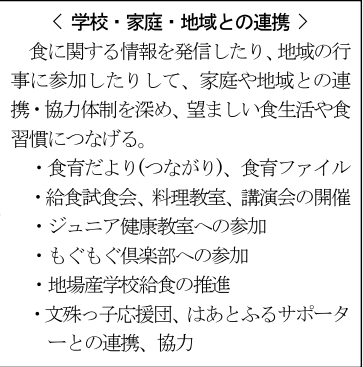 ＜ 学校・家庭・地域との連携 ＞
食に関する情報を発信したり、地域の行
事に参加したりして、家庭や地域との連
携・協力体制を深め、望ましい食生活や食
習慣につなげる。
・食育だより(つながり)、食育ファイル
・給食試食会、料理教室、講演会の開催
・ジュニア健康教室への参加
・もぐもぐ倶楽部への参加
・地場産学校給食の推進
・文殊っ子応援団、はあとふるサポータ
ーとの連携、協力